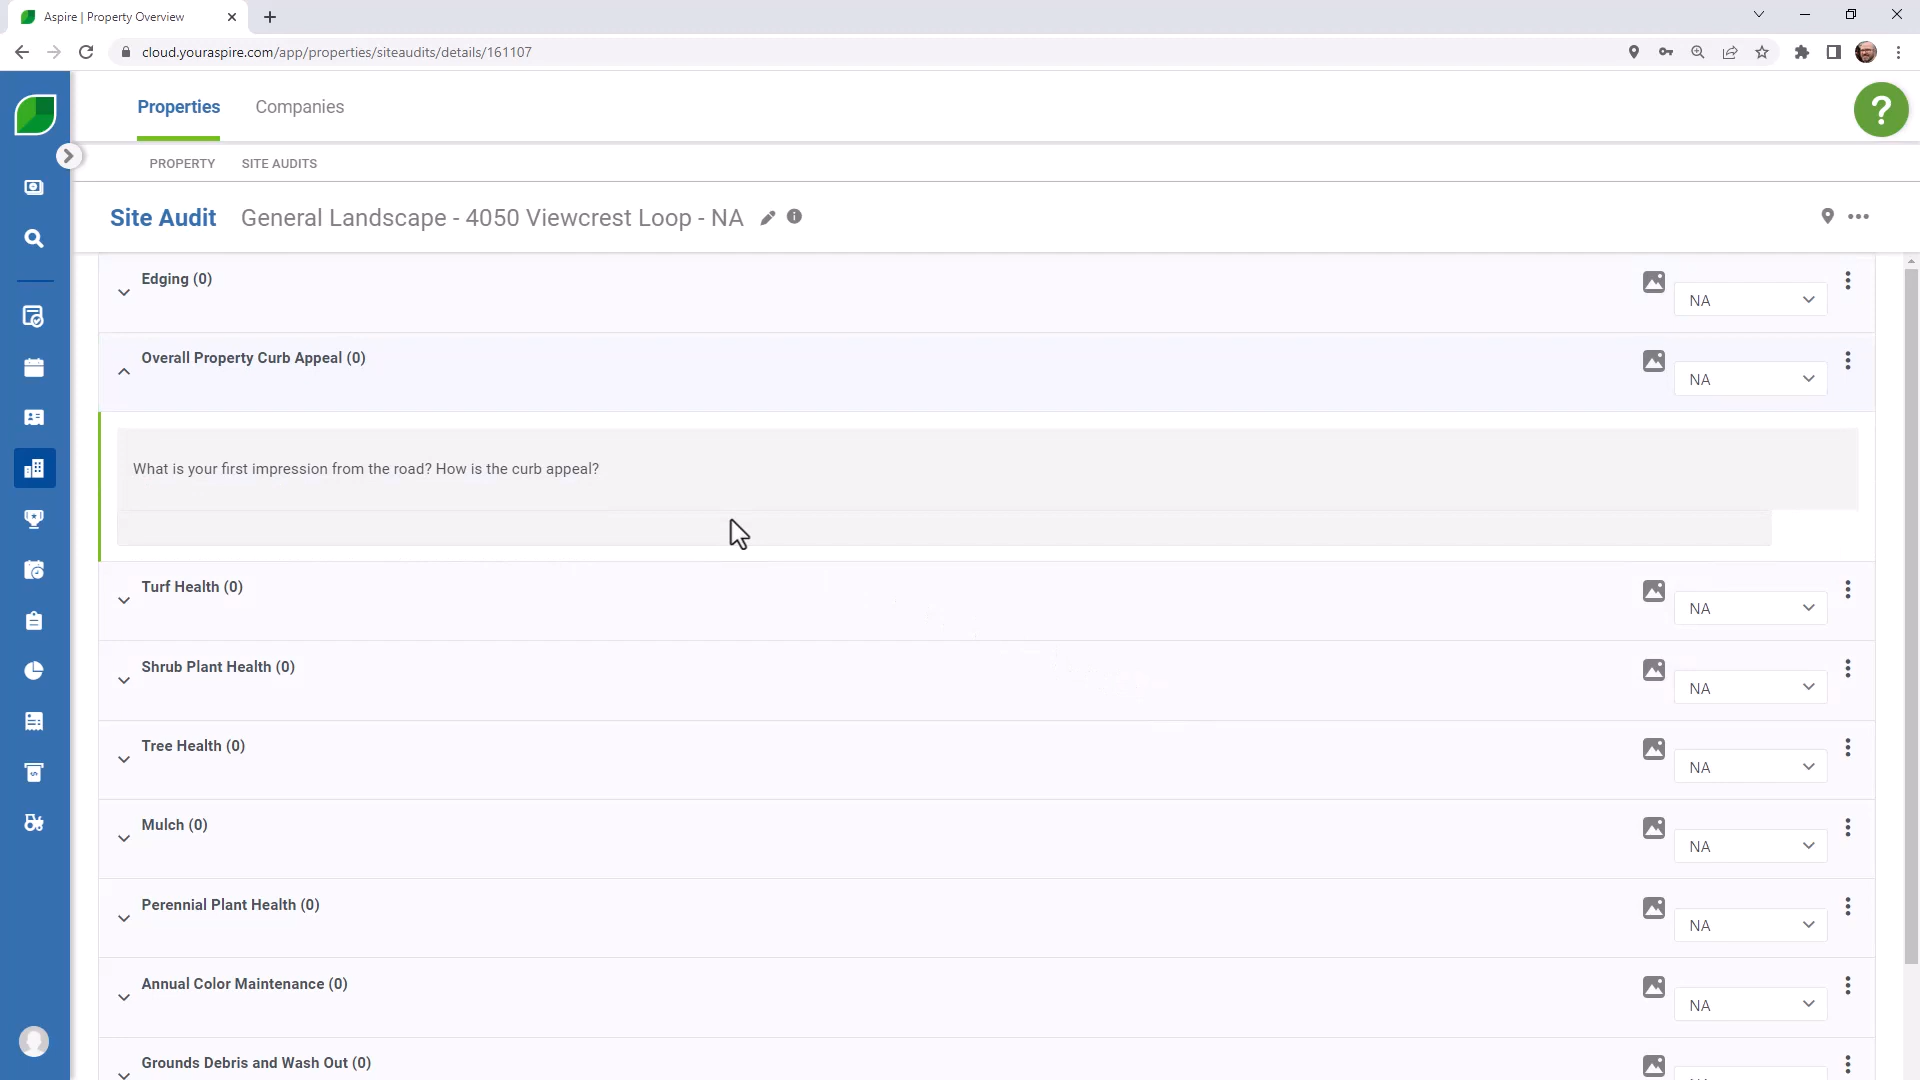 Aspire | Property Overview
cloud.youraspire.com/app/properties/siteaudits/details/161107
Properties
Companies
?
PROPERTY
SITE AUDITS
Site Audit
General Landscape - 4050 Viewcrest Loop - NA
Edging (0)
NA
Overall Property Curb Appeal (0)
NA
What is your first impression from the road? How is the curb appeal?
Turf Health (0)
NA
Shrub Plant Health (0)
NA
Tree Health (0)
NA
Mulch (0)
NA
Perennial Plant Health (0)
NA
Annual Color Maintenance (0)
NA
Grounds Debris and Wash Out (0)